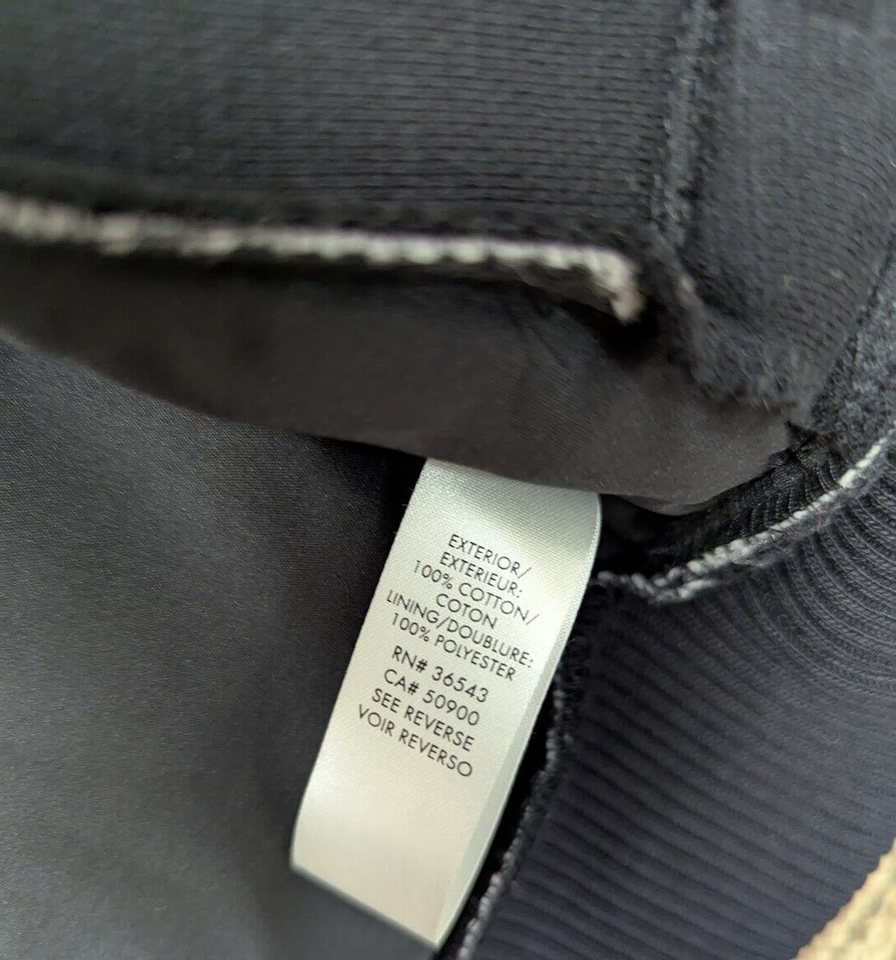 EXTERIOR/
EXTERIEUR:
100% COTTON/
COTON
LINING/DOUBLURE:
100% POLYESTER
RN# 36543
CA# 50900
SEE REVERSE
VOIR REVERSO